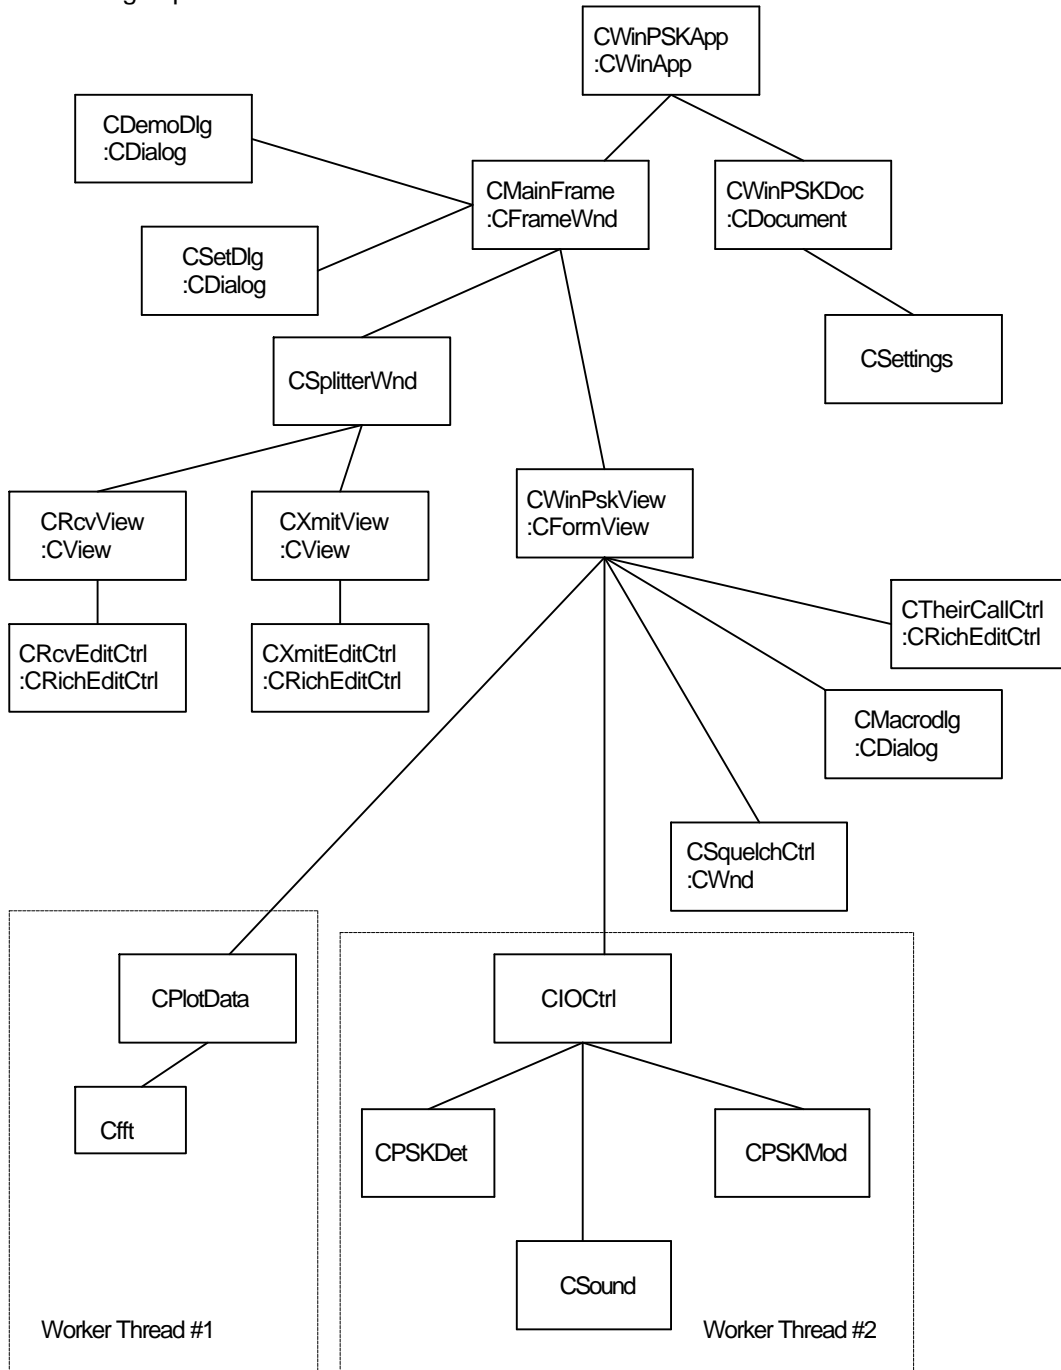 CWinPSKApp
:CWinApp
CDemoDlg
:CDialog
CMainFrame
:CFrameWnd
CWinPSKDoc
:CDocument
CSetDlg
:CDialog
CSettings
CSplitterWnd
CRcvView
:CView
CXmitView
:CView
CWinPskView
:CFormView
CTheirCallCtrl
:CRichEditCtrl
CRcvEditCtrl
:CRichEditCtrl
CXmitEditCtrl
:CRichEditCtrl
CMacrodlg
:CDialog
CSquelchCtrl
:CWnd
CPlotData
CIOCtrl
Cfft
CPSKDet
CPSKMod
CSound
Worker Thread #1
Worker Thread #2